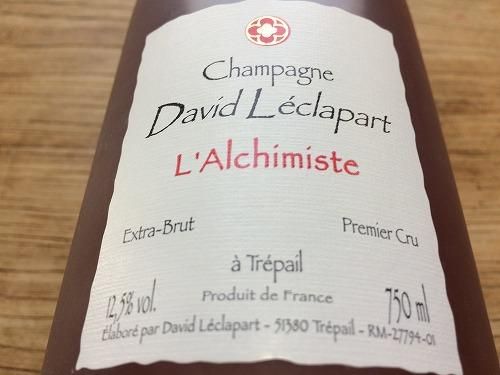 Champagne
David Léclapart
L'Alchimiste
Extra-Brut Premier Cru
à Trépail
12,5% vol. Produit de France 750 ml
Élaboré par David Léclapart - 51380 Trépail - RM-27794-01